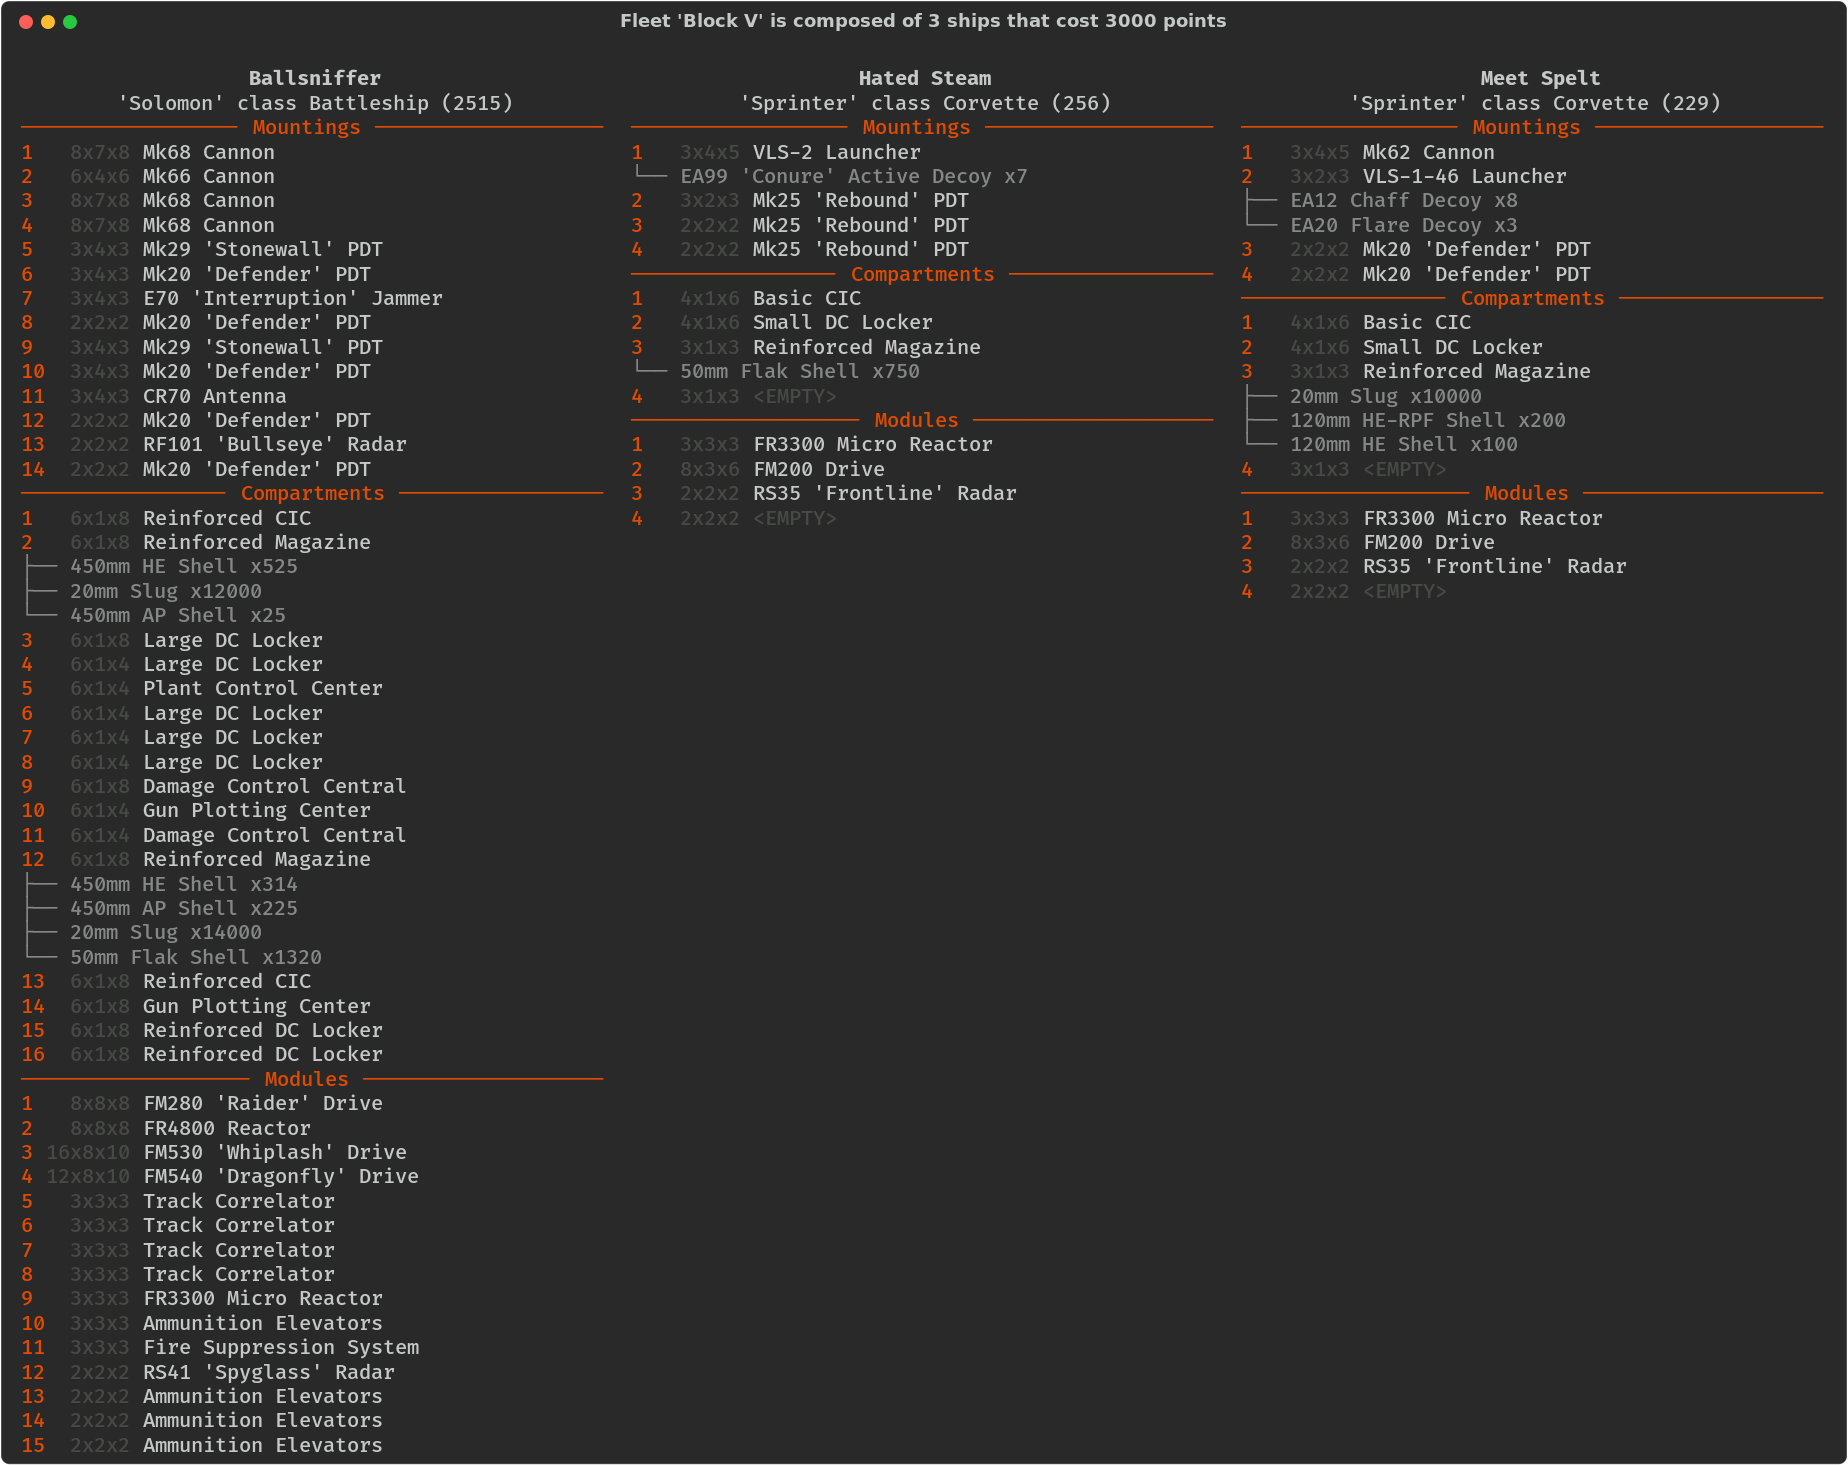 Fleet 'Block V' is composed of 3 ships that cost 3000 points
Ballsniffer
'Solomon' class Battleship (2515)
Mountings
1 8x7x8 Mk68 Cannon
2 6x4x6 Mk66 Cannon
3 8x7x8 Mk68 Cannon
4 8x7x8 Mk68 Cannon
5 3x4x3 Mk29 'Stonewall' PDT
6 3x4x3 Mk20 'Defender' PDT
7 3x4x3 E70 'Interruption' Jammer
8 2x2x2 Mk20 'Defender' PDT
9 3x4x3 Mk29 'Stonewall' PDT
10 3x4x3 Mk20 'Defender' PDT
11 3x4x3 CR70 Antenna
12 2x2x2 Mk20 'Defender' PDT
13 2x2x2 RF101 'Bullseye' Radar
14 2x2x2 Mk20 'Defender' PDT
Compartments
1 6x1x8 Reinforced CIC
2 6x1x8 Reinforced Magazine
450mm HE Shell x525
20mm Slug x12000
450mm AP Shell x25
3 6x1x8 Large DC Locker
4 6x1x4 Large DC Locker
5 6x1x4 Plant Control Center
6 6x1x4 Large DC Locker
7 6x1x4 Large DC Locker
8 6x1x4 Large DC Locker
9 6x1x8 Damage Control Central
10 6x1x4 Gun Plotting Center
11 6x1x4 Damage Control Central
12 6x1x8 Reinforced Magazine
450mm HE Shell x314
450mm AP Shell x225
20mm Slug x14000
50mm Flak Shell x1320
13 6x1x8 Reinforced CIC
14 6x1x8 Gun Plotting Center
15 6x1x8 Reinforced DC Locker
16 6x1x8 Reinforced DC Locker
Modules
1 8x8x8 FM280 'Raider' Drive
2 8x8x8 FR4800 Reactor
3 16x8x10 FM530 'Whiplash' Drive
4 12x8x10 FM540 'Dragonfly' Drive
5 3x3x3 Track Correlator
6 3x3x3 Track Correlator
7 3x3x3 Track Correlator
8 3x3x3 Track Correlator
9 3x3x3 FR3300 Micro Reactor
10 3x3x3 Ammunition Elevators
11 3x3x3 Fire Suppression System
12 2x2x2 RS41 'Spyglass' Radar
13 2x2x2 Ammunition Elevators
14 2x2x2 Ammunition Elevators
15 2x2x2 Ammunition Elevators
Hated Steam
'Sprinter' class Corvette (256)
Mountings
1 3x4x5 VLS-2 Launcher
EA99 'Conure' Active Decoy x7
2 3x2x3 Mk25 'Rebound' PDT
3 2x2x2 Mk25 'Rebound' PDT
4 2x2x2 Mk25 'Rebound' PDT
Compartments
1 4x1x6 Basic CIC
2 4x1x6 Small DC Locker
3 3x1x3 Reinforced Magazine
50mm Flak Shell x750
4 3x1x3 <EMPTY>
Modules
1 3x3x3 FR3300 Micro Reactor
2 8x3x6 FM200 Drive
3 2x2x2 RS35 'Frontline' Radar
4 2x2x2 <EMPTY>
Meet Spelt
'Sprinter' class Corvette (229)
Mountings
1 3x4x5 Mk62 Cannon
2 3x2x3 VLS-1-46 Launcher
EA12 Chaff Decoy x8
EA20 Flare Decoy x3
3 2x2x2 Mk20 'Defender' PDT
4 2x2x2 Mk20 'Defender' PDT
Compartments
1 4x1x6 Basic CIC
2 4x1x6 Small DC Locker
3 3x1x3 Reinforced Magazine
20mm Slug x10000
120mm HE-RPF Shell x200
120mm HE Shell x100
4 3x1x3 <EMPTY>
Modules
1 3x3x3 FR3300 Micro Reactor
2 8x3x6 FM200 Drive
3 2x2x2 RS35 'Frontline' Radar
4 2x2x2 <EMPTY>